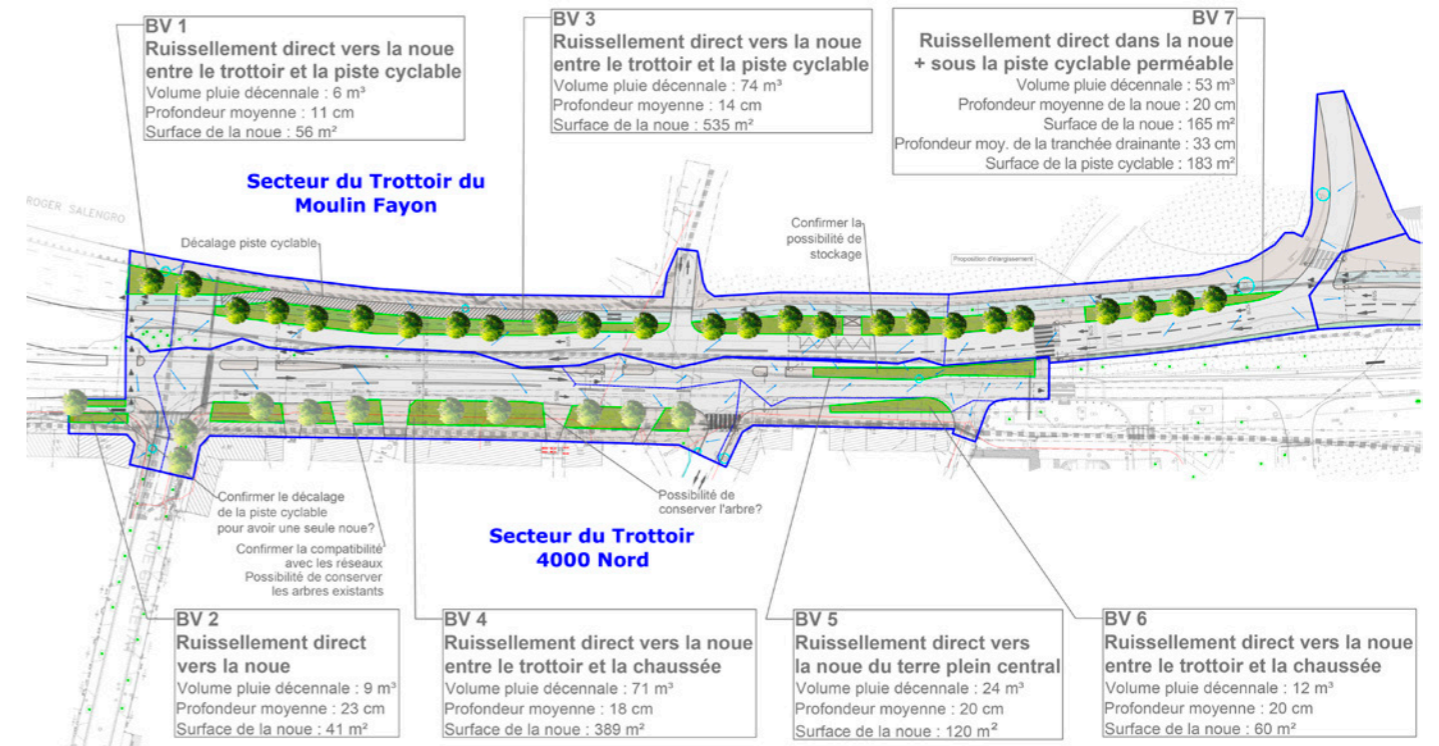 BV 1
Ruissellement direct vers la noue
entre le trottoir et la piste cyclable
Volume pluie décennale : 6 m³
Profondeur moyenne : 11 cm
Surface de la noue : 56 m²
BV 3
Ruissellement direct vers la noue
entre le trottoir et la piste cyclable
Volume pluie décennale : 74 m³
Profondeur moyenne : 14 cm
Surface de la noue : 535 m²
BV 7
Ruissellement direct dans la noue
+ sous la piste cyclable perméable
Volume pluie décennale : 53 m³
Profondeur moyenne de la noue : 20 cm
Surface de la noue : 165 m²
Profondeur moy. de la tranchée drainante : 33 cm
Surface de la piste cyclable : 183 m²
Secteur du Trottoir du
Moulin Fayon
ROGER SALENGRO
Décalage piste cyclable
Confirmer la
possibilité de
stockage
Proposition d'élargissement
Confirmer le décalage
de la piste cyclable
pour avoir une seule noue?
Confirmer la compatibilité
avec les réseaux
Possibilité de conserver
les arbres existants
Possibilité de
conserver l'arbre?
Secteur du Trottoir
4000 Nord
BV 2
Ruissellement direct
vers la noue
Volume pluie décennale : 9 m³
Profondeur moyenne : 23 cm
Surface de la noue : 41 m²
BV 4
Ruissellement direct vers la noue
entre le trottoir et la chaussée
Volume pluie décennale : 71 m³
Profondeur moyenne : 18 cm
Surface de la noue : 389 m²
BV 5
Ruissellement direct vers
la noue du terre plein central
Volume pluie décennale : 24 m³
Profondeur moyenne : 20 cm
Surface de la noue : 120 m²
BV 6
Ruissellement direct vers la noue
entre le trottoir et la chaussée
Volume pluie décennale : 12 m³
Profondeur moyenne : 20 cm
Surface de la noue : 60 m²